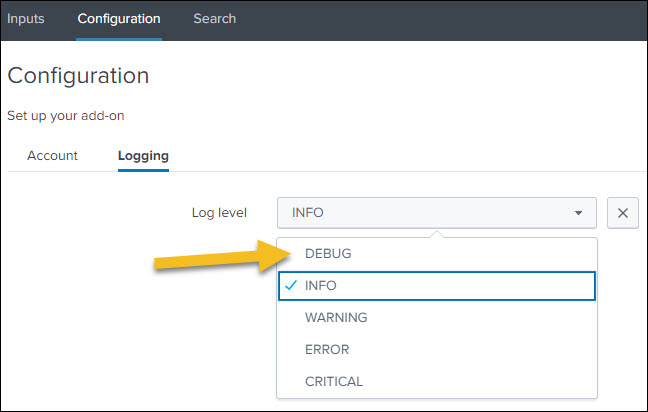 Inputs Configuration Search
Configuration
Set up your add-on
Account Logging
Log level INFO
DEBUG
INFO
WARNING
ERROR
CRITICAL